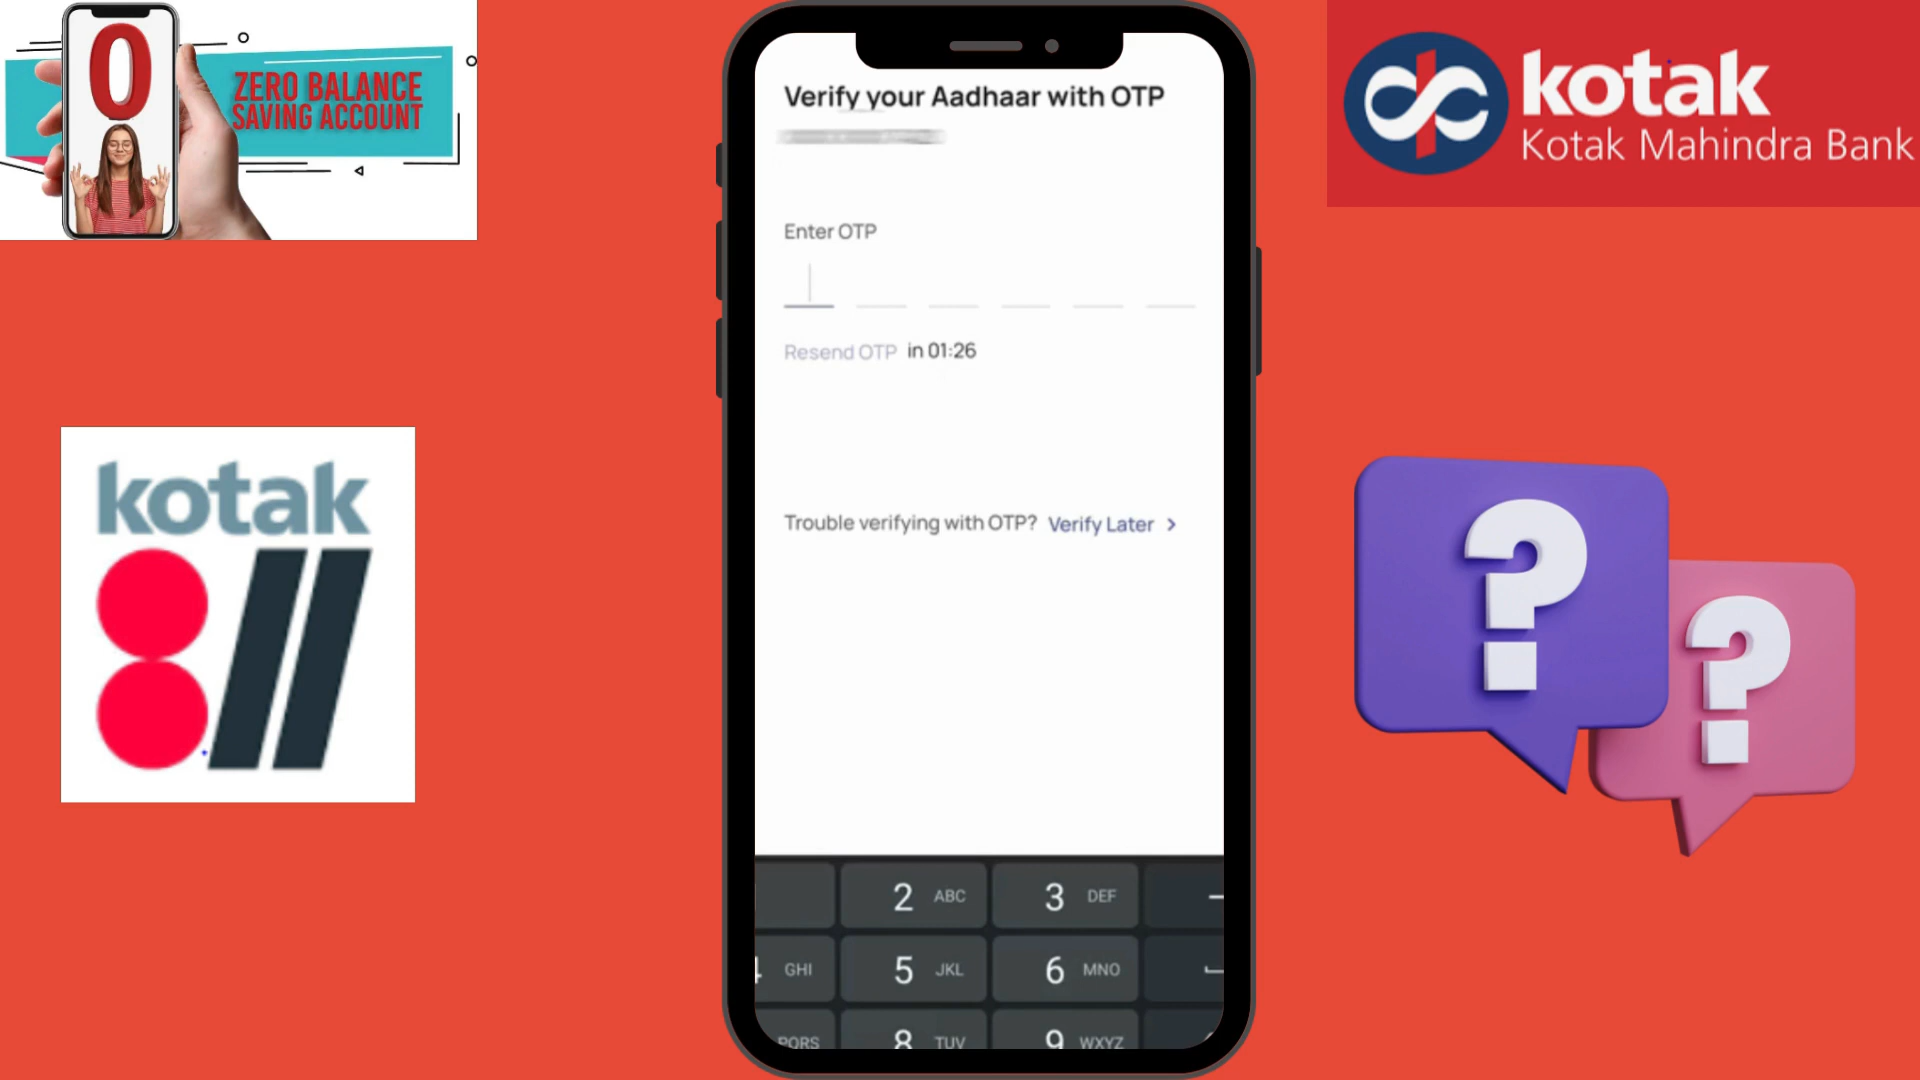 0
ZERO BALANCE
SAVING ACCOUNT
kotak
811
Verify your Aadhaar with OTP
Enter OTP
Resend OTP in 01:26
Trouble verifying with OTP? Verify Later >
2 ABC 3 DEF -
GHI 5 JKL 6 MNO
PQRS 8 TUV 9 WXYZ
kotak
Kotak Mahindra Bank
?
?